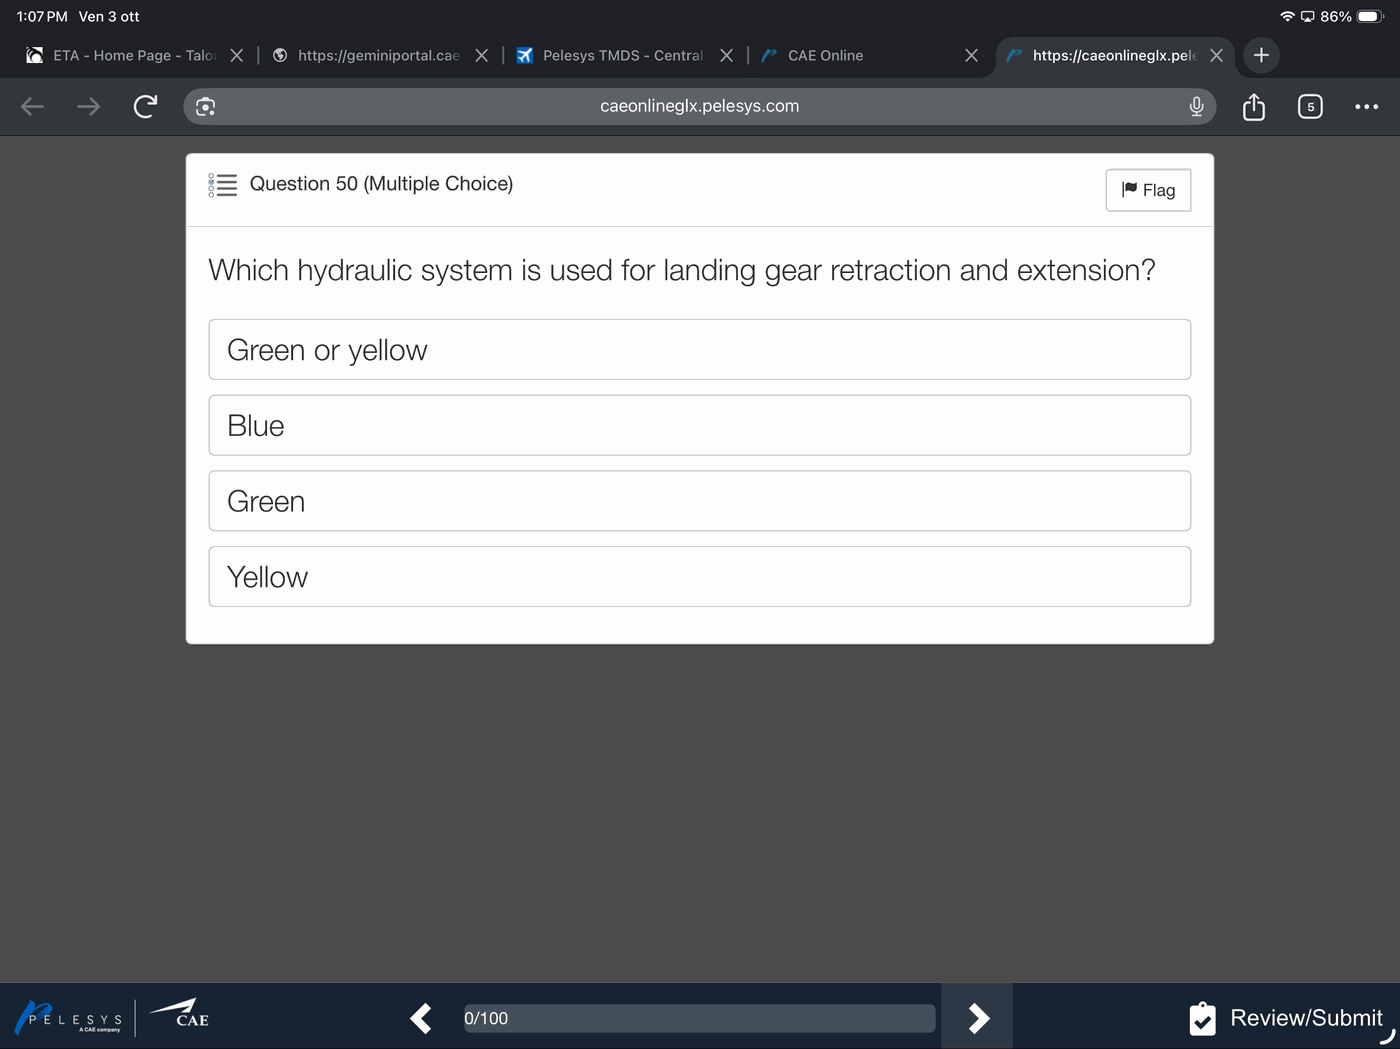 1:07 PM Ven 3 ott
86%
ETA - Home Page - Talo
https://geminiportal.cae
Pelesys TMDS - Central
CAE Online
https://caeonlineglx.pele
caeonlineglx.pelesys.com
5
Question 50 (Multiple Choice)
Flag
Which hydraulic system is used for landing gear retraction and extension?
Green or yellow
Blue
Green
Yellow
PELESYS
A CAE company
CAE
0/100
Review/Submit